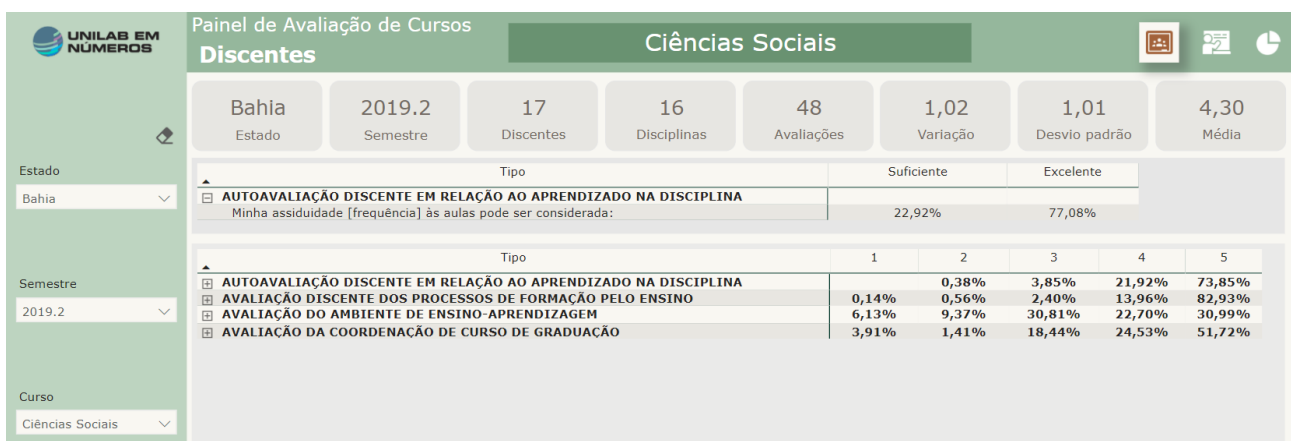 UNILAB EM
NÚMEROS
Painel de Avaliação de Cursos
Discentes
Ciências Sociais
Bahia
Estado
2019.2
Semestre
17
Discentes
16
Disciplinas
48
Avaliações
1,02
Variação
1,01
Desvio padrão
4,30
Média
Estado
Bahia
Semestre
2019.2
Curso
Ciências Sociais
Tipo Suficiente Excelente
AUTOAVALIAÇÃO DISCENTE EM RELAÇÃO AO APRENDIZADO NA DISCIPLINA
Minha assiduidade [frequência] às aulas pode ser considerada: 22,92% 77,08%
Tipo 1 2 3 4 5
AUTOAVALIAÇÃO DISCENTE EM RELAÇÃO AO APRENDIZADO NA DISCIPLINA 0,38% 3,85% 21,92% 73,85%
AVALIAÇÃO DISCENTE DOS PROCESSOS DE FORMAÇÃO PELO ENSINO 0,14% 0,56% 2,40% 13,96% 82,93%
AVALIAÇÃO DO AMBIENTE DE ENSINO-APRENDIZAGEM 6,13% 9,37% 30,81% 22,70% 30,99%
AVALIAÇÃO DA COORDENAÇÃO DE CURSO DE GRADUAÇÃO 3,91% 1,41% 18,44% 24,53% 51,72%